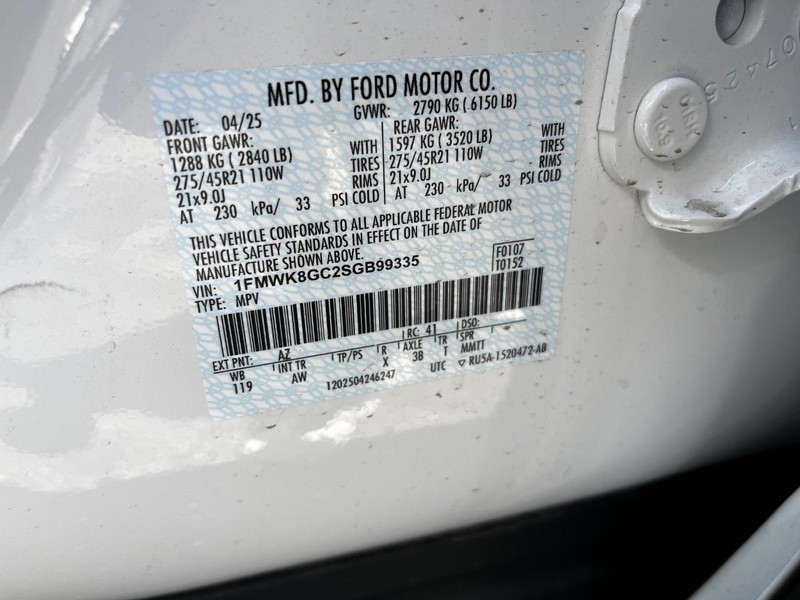 MFD. BY FORD MOTOR CO.
DATE: 04/25 GVWR: 2790 KG ( 6150 LB)
FRONT GAWR: REAR GAWR:
1288 KG ( 2840 LB) WITH 1597 KG ( 3520 LB) WITH
275/45R21 110W TIRES 275/45R21 110W TIRES
21x9.0J RIMS 21x9.0J RIMS
AT 230 kPa/ 33 PSI COLD AT 230 kPa/ 33 PSI COLD
THIS VEHICLE CONFORMS TO ALL APPLICABLE FEDERAL MOTOR
VEHICLE SAFETY STANDARDS IN EFFECT ON THE DATE OF
MANUFACTURE SHOWN ABOVE.
VIN: 1FMWK8GC2SGB99335 F0107
TYPE: MPV T0152
EXT PNT: AZ RC: 41 DSO:
WB INT TR TP/PS R AXLE TR SPR
119 AW X 3B T MMTT
1202504246247 UTC ▽ RU5A-1520472-AB